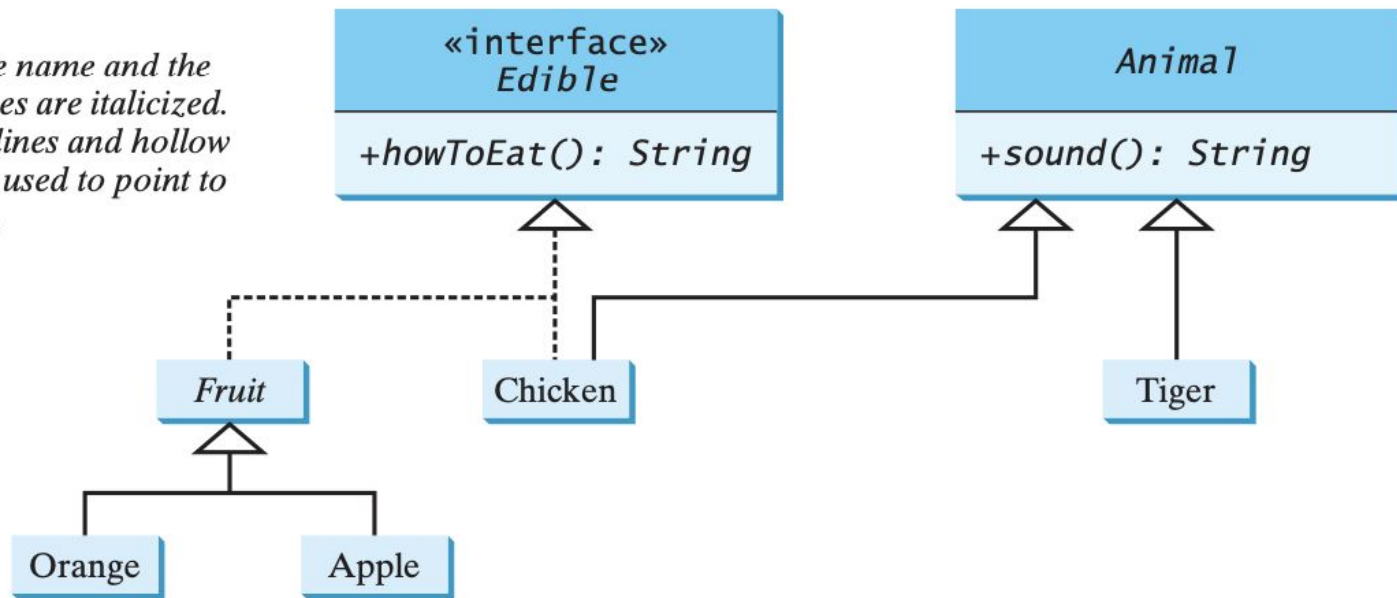 e name and the
es are italicized.
lines and hollow
used to point to
«interface»
Edible
+howToEat(): String
Animal
+sound(): String
Fruit
Chicken
Tiger
Orange
Apple